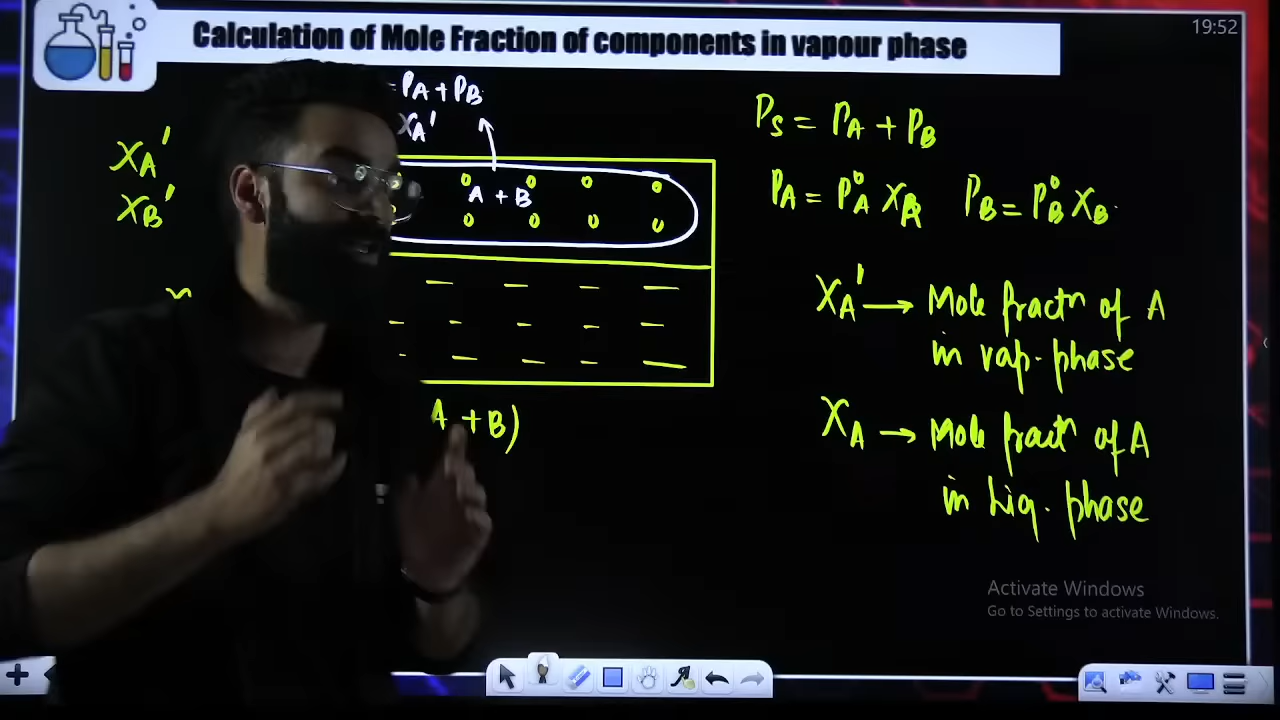 Calculation of Mole Fraction of components in vapour phase
19:52
= PA + PB
XA'
XA'
XB'
A + B
A + B)
PS = PA + PB
PA = P°A XA PB = P°B XB
XA' → Mole fractn of A
in vap. phase
XA → Mole fractn of A
in Liq. phase
Activate Windows
Go to Settings to activate Windows.